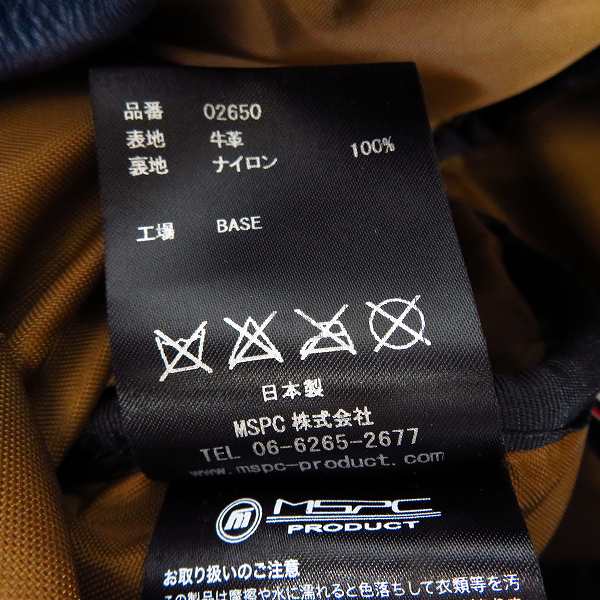 品番 02650
表地 牛革
裏地 ナイロン 100%
工場 BASE
日本製
MSPC 株式会社
TEL 06-6265-2677
www.mspc-product.com
m MSPC
PRODUCT
お取り扱いのご注意
この製品は摩擦や水に濡れると色落ちして衣類等を汚